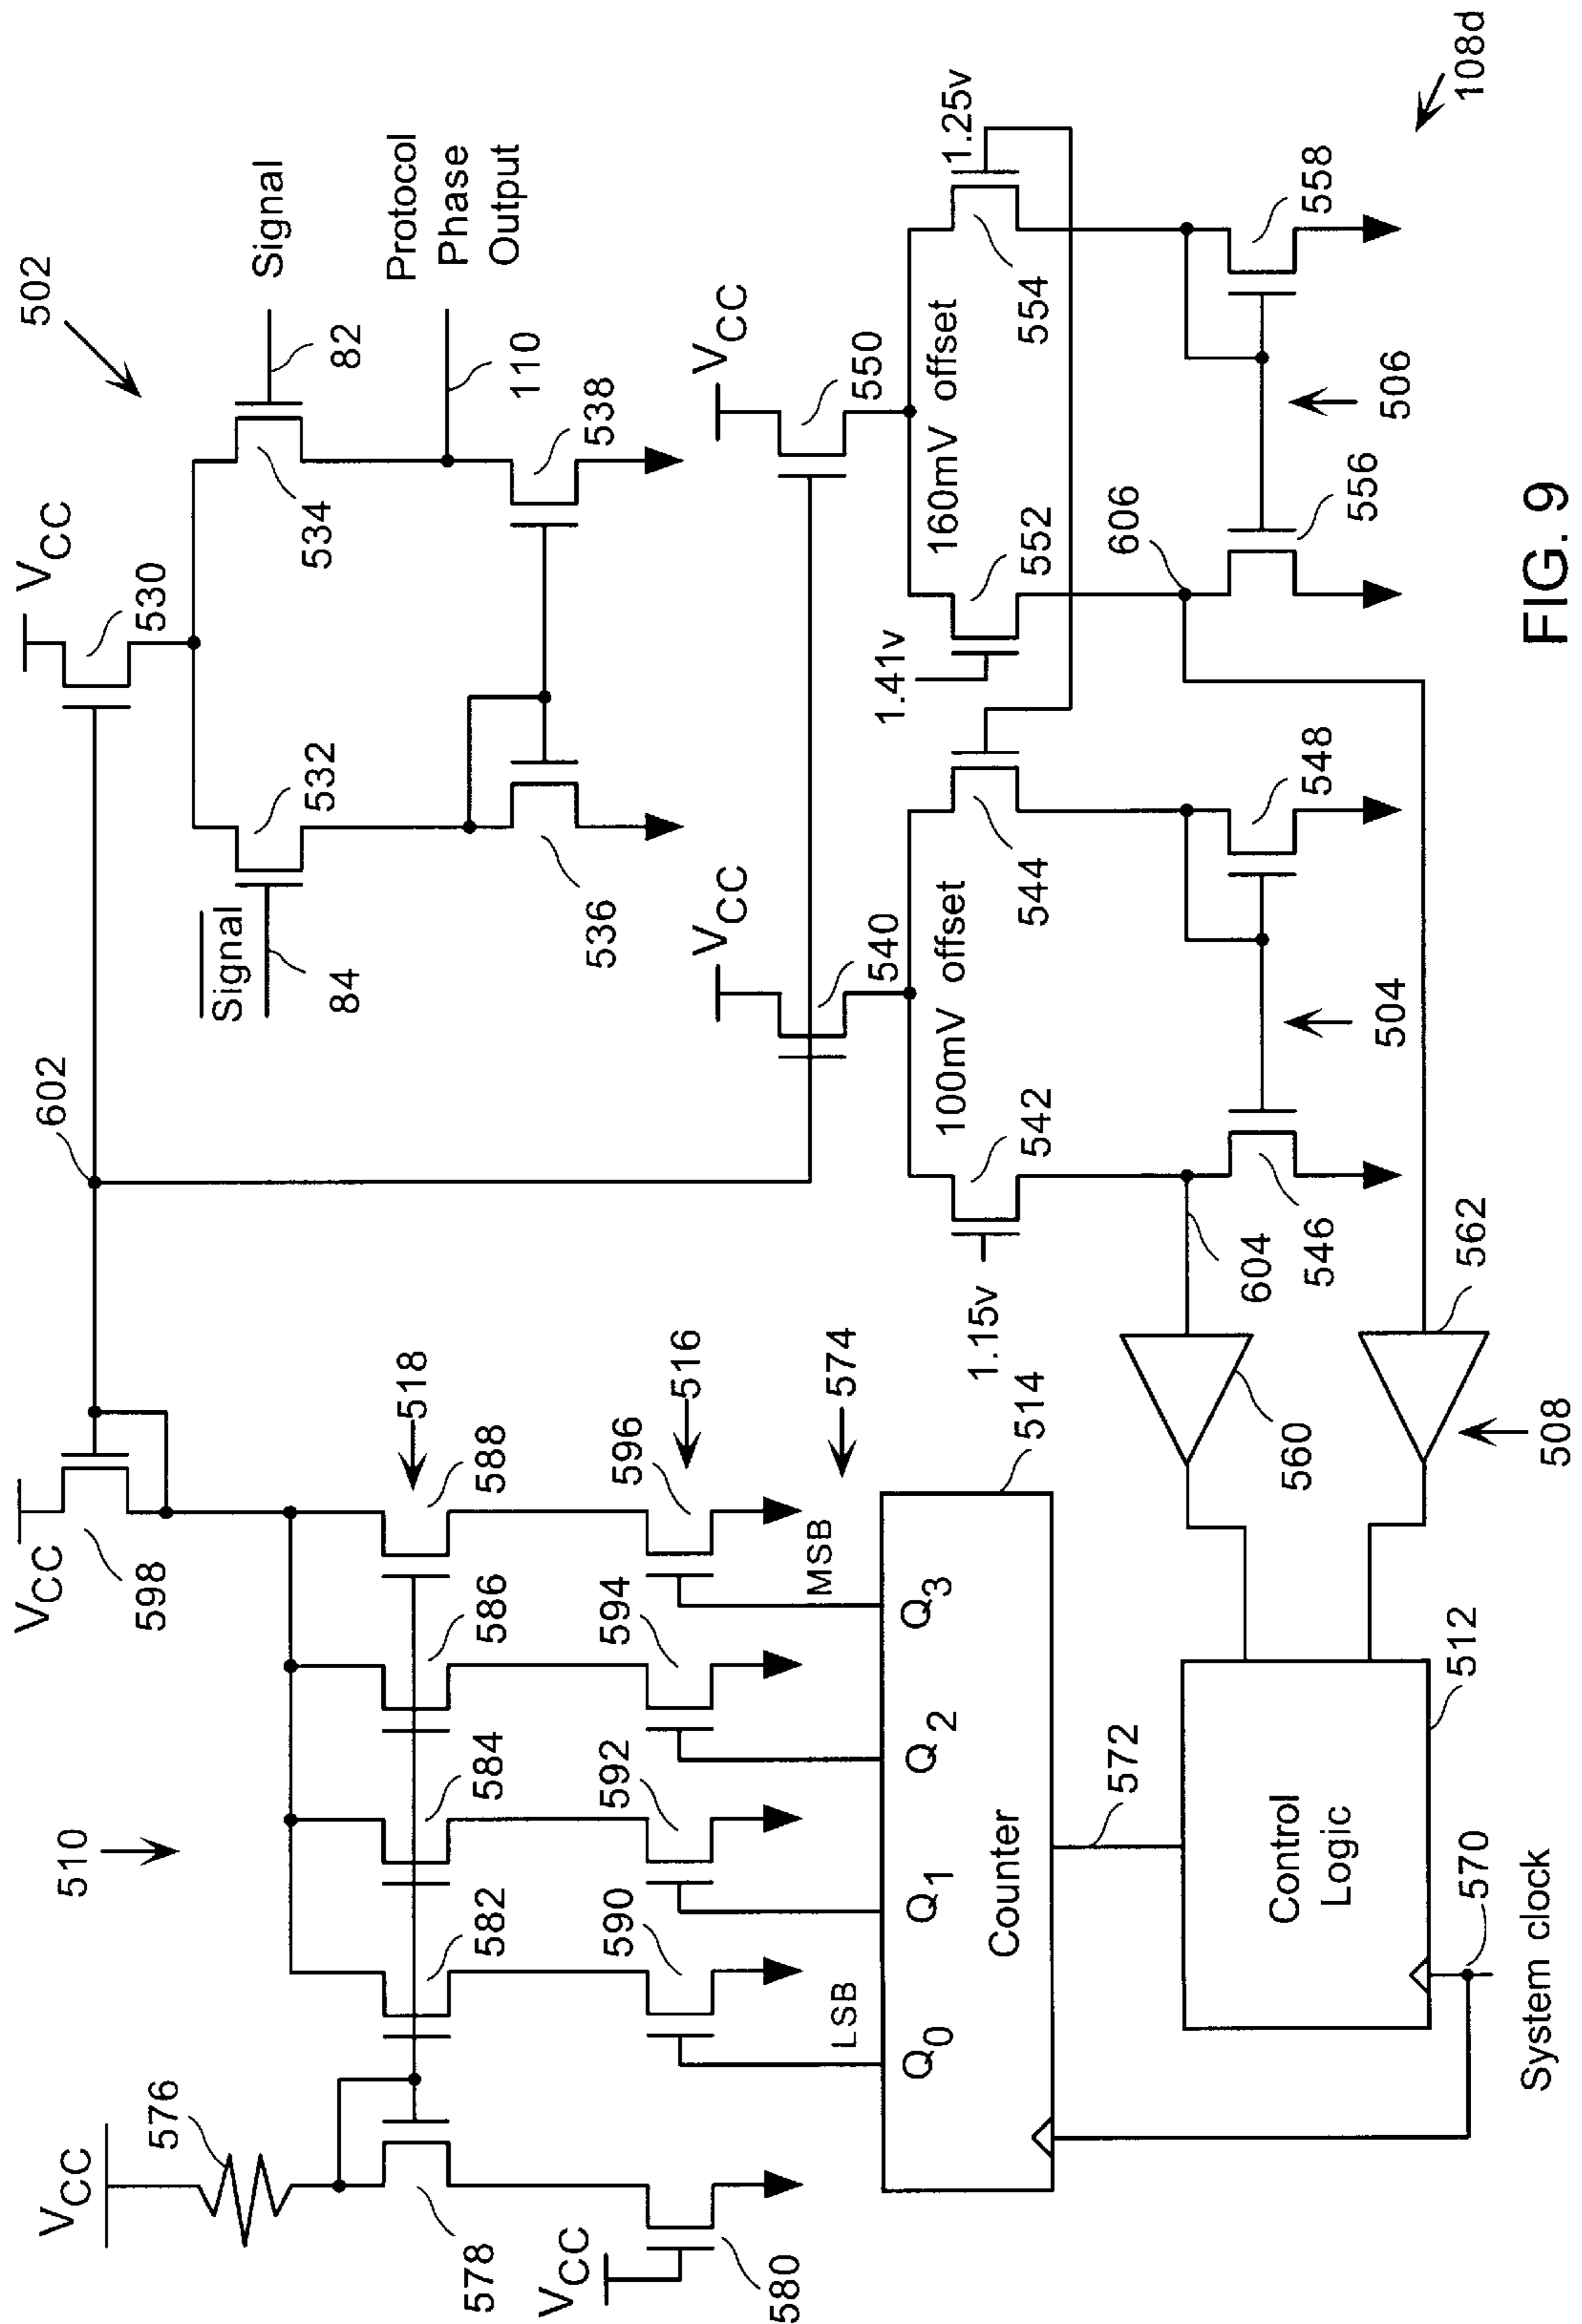 502
V_CC
530
Signal
82
534
532
Signal
84
Protocol
Phase
Output
110
538
536
602
V_CC
598
510
V_CC
576
518
588
586
584
582
578
V_CC
580
516
596
594
592
590
574
MSB
LSB
514
Q_0
Q_1
Q_2
Q_3
Counter
V_CC
540
V_CC
550
100mV offset
160mV offset
1.15v
542
544
1.41v
552
554
1.25v
604
546
548
504
606
556
558
506
560
562
508
572
Control
Logic
512
570
System clock
108d
FIG. 9